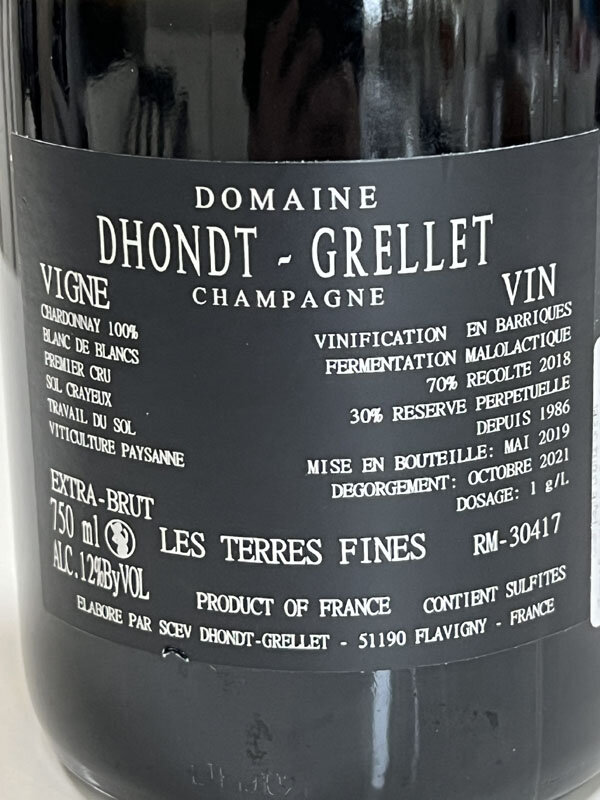 DOMAINE
DHONDT - GRELLET
CHAMPAGNE
VIGNE
CHARDONNAY 100%
BLANC DE BLANCS
PREMIER CRU
SOL CRAYEUX
TRAVAIL DU SOL
VITICULTURE PAYSANNE
VIN
VINIFICATION EN BARRIQUES
FERMENTATION MALOLACTIQUE
70% RECOLTE 2018
30% RESERVE PERPETUELLE
DEPUIS 1986
MISE EN BOUTEILLE: MAI 2019
DEGORGEMENT: OCTOBRE 2021
DOSAGE: 1 g/L
EXTRA-BRUT
750 ml
ALC.12%ByVOL
LES TERRES FINES
RM-30417
PRODUCT OF FRANCE
CONTIENT SULFITES
ELABORE PAR SCEV DHONDT-GRELLET - 51190 FLAVIGNY - FRANCE